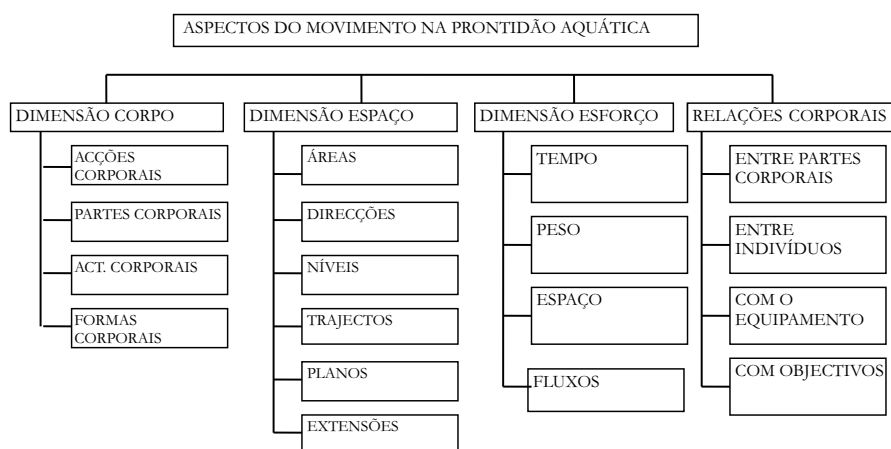 ASPECTOS DO MOVIMENTO NA PRONTIDÃO AQUÁTICA
DIMENSÃO CORPO
ACÇÕES
CORPORAIS
PARTES CORPORAIS
ACT. CORPORAIS
FORMAS
CORPORAIS
DIMENSÃO ESPAÇO
ÁREAS
DIRECÇÕES
NÍVEIS
TRAJECTOS
PLANOS
EXTENSÕES
DIMENSÃO ESFORÇO
TEMPO
PESO
ESPAÇO
FLUXOS
RELAÇÕES CORPORAIS
ENTRE PARTES
CORPORAIS
ENTRE
INDIVÍDUOS
COM O
EQUIPAMENTO
COM OBJECTIVOS